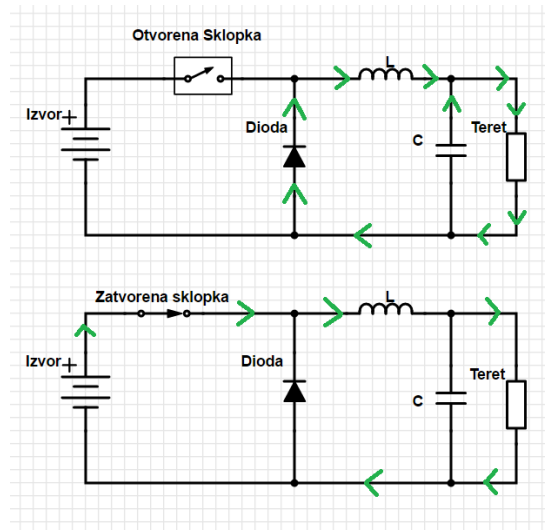 Otvorena Sklopka
L
Izvor
+
Dioda
C
Teret
Zatvorena sklopka
L
Izvor
+
Dioda
C
Teret